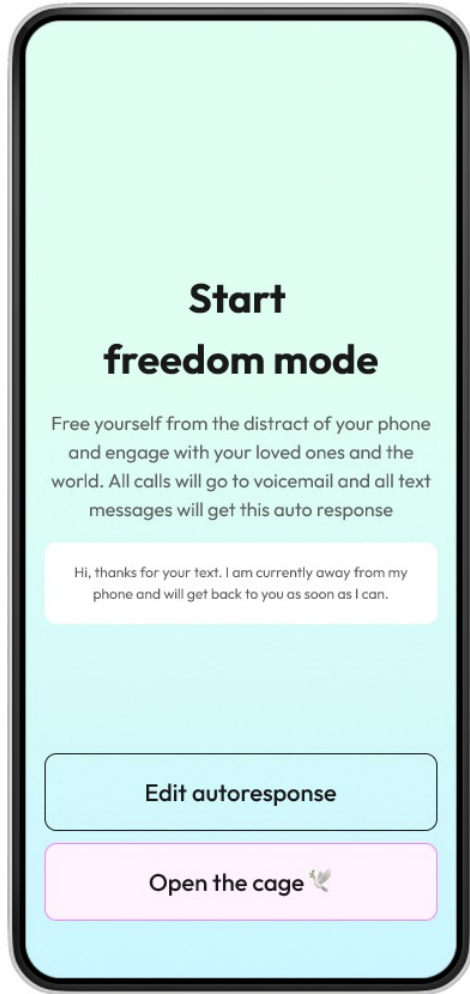 Start
freedom mode
Free yourself from the distract of your phone
and engage with your loved ones and the
world. All calls will go to voicemail and all text
messages will get this auto response
Hi, thanks for your text. I am currently away from my
phone and will get back to you as soon as I can.
Edit autoresponse
Open the cage 🕊️